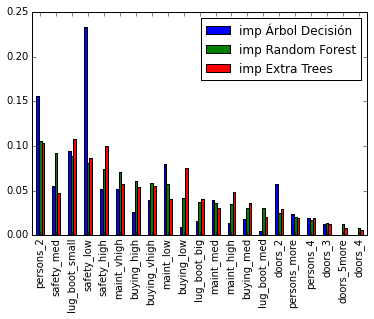 0.25
0.20
0.15
0.10
0.05
0.00
imp Árbol Decisión
imp Random Forest
imp Extra Trees
persons_2
safety_med
lug_boot_small
safety_low
safety_high
maint_vhigh
buying_high
buying_vhigh
maint_low
buying_low
lug_boot_big
maint_med
maint_high
buying_med
lug_boot_med
doors_2
persons_more
persons_4
doors_3
doors_5more
doors_4